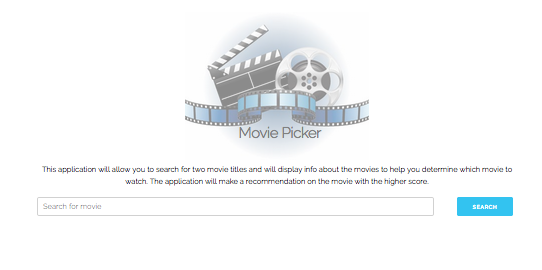 Movie Picker
This application will allow you to search for two movie titles and will display info about the movies to help you determine which movie to
watch. The application will make a recommendation on the movie with the higher score.
Search for movie
SEARCH